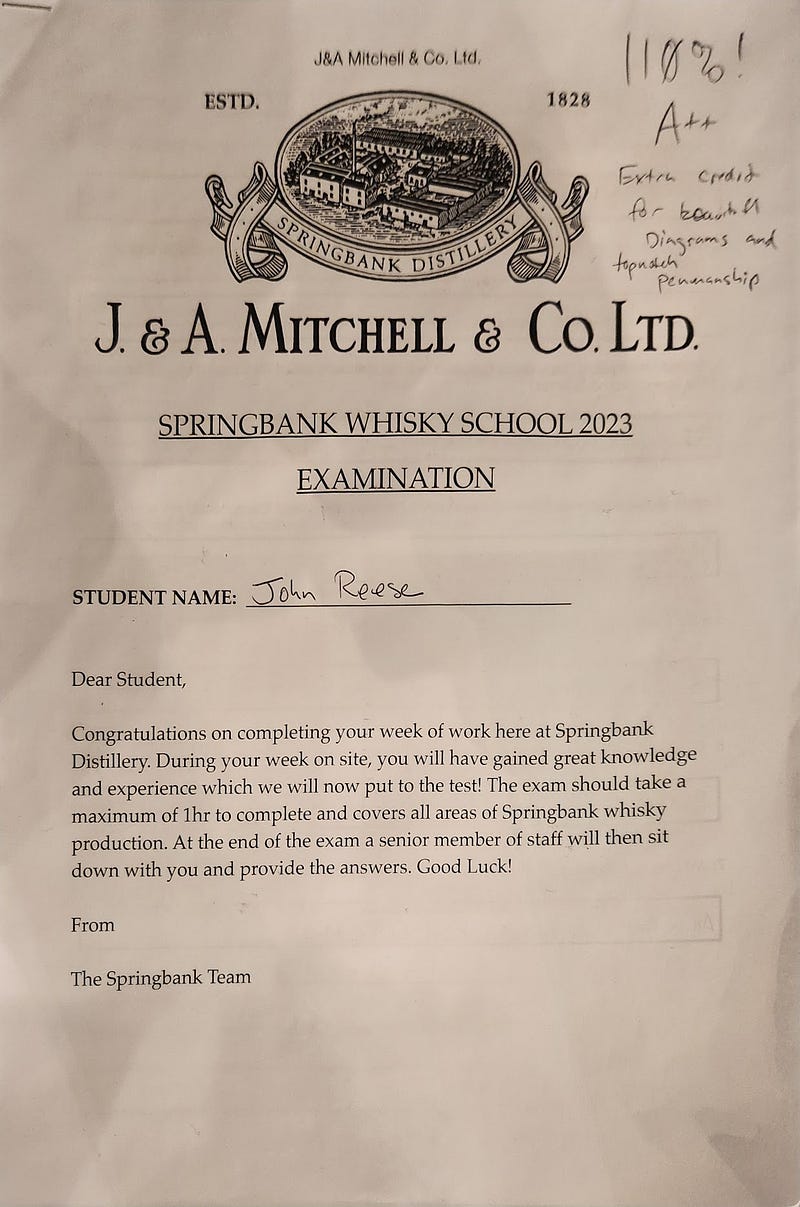 J&A Mitchell & Co. Ltd.
ESTD.
1828
SPRINGBANK DISTILLERY
110%!
A++
Extra credit
for beautiful
Diagrams and
topnotch
penmanship
J. & A. MITCHELL & CO. LTD.
SPRINGBANK WHISKY SCHOOL 2023
EXAMINATION
STUDENT NAME: John Reese
Dear Student,
Congratulations on completing your week of work here at Springbank
Distillery. During your week on site, you will have gained great knowledge
and experience which we will now put to the test! The exam should take a
maximum of 1hr to complete and covers all areas of Springbank whisky
production. At the end of the exam a senior member of staff will then sit
down with you and provide the answers. Good Luck!
From
The Springbank Team